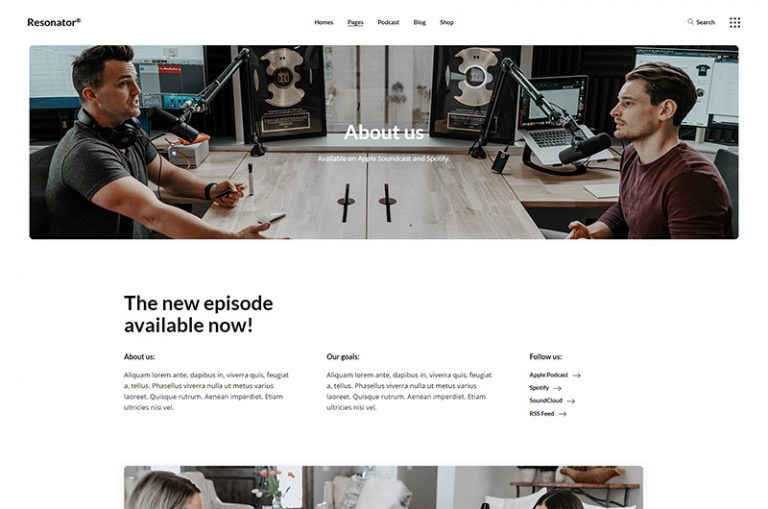 Resonator®
Homes Pages Podcast Blog Shop
Search
About us
Available on Apple Soundcast and Spotify.
The new episode
available now!
About us:
Aliquam lorem ante, dapibus in, viverra quis, feugiat
a, tellus. Phasellus viverra nulla ut metus varius
laoreet. Quisque rutrum. Aenean imperdiet. Etiam
ultricies nisi vel.
Our goals:
Aliquam lorem ante, dapibus in, viverra quis, feugiat
a, tellus. Phasellus viverra nulla ut metus varius
laoreet. Quisque rutrum. Aenean imperdiet. Etiam
ultricies nisi vel.
Follow us:
Apple Podcast
Spotify
SoundCloud
RSS Feed